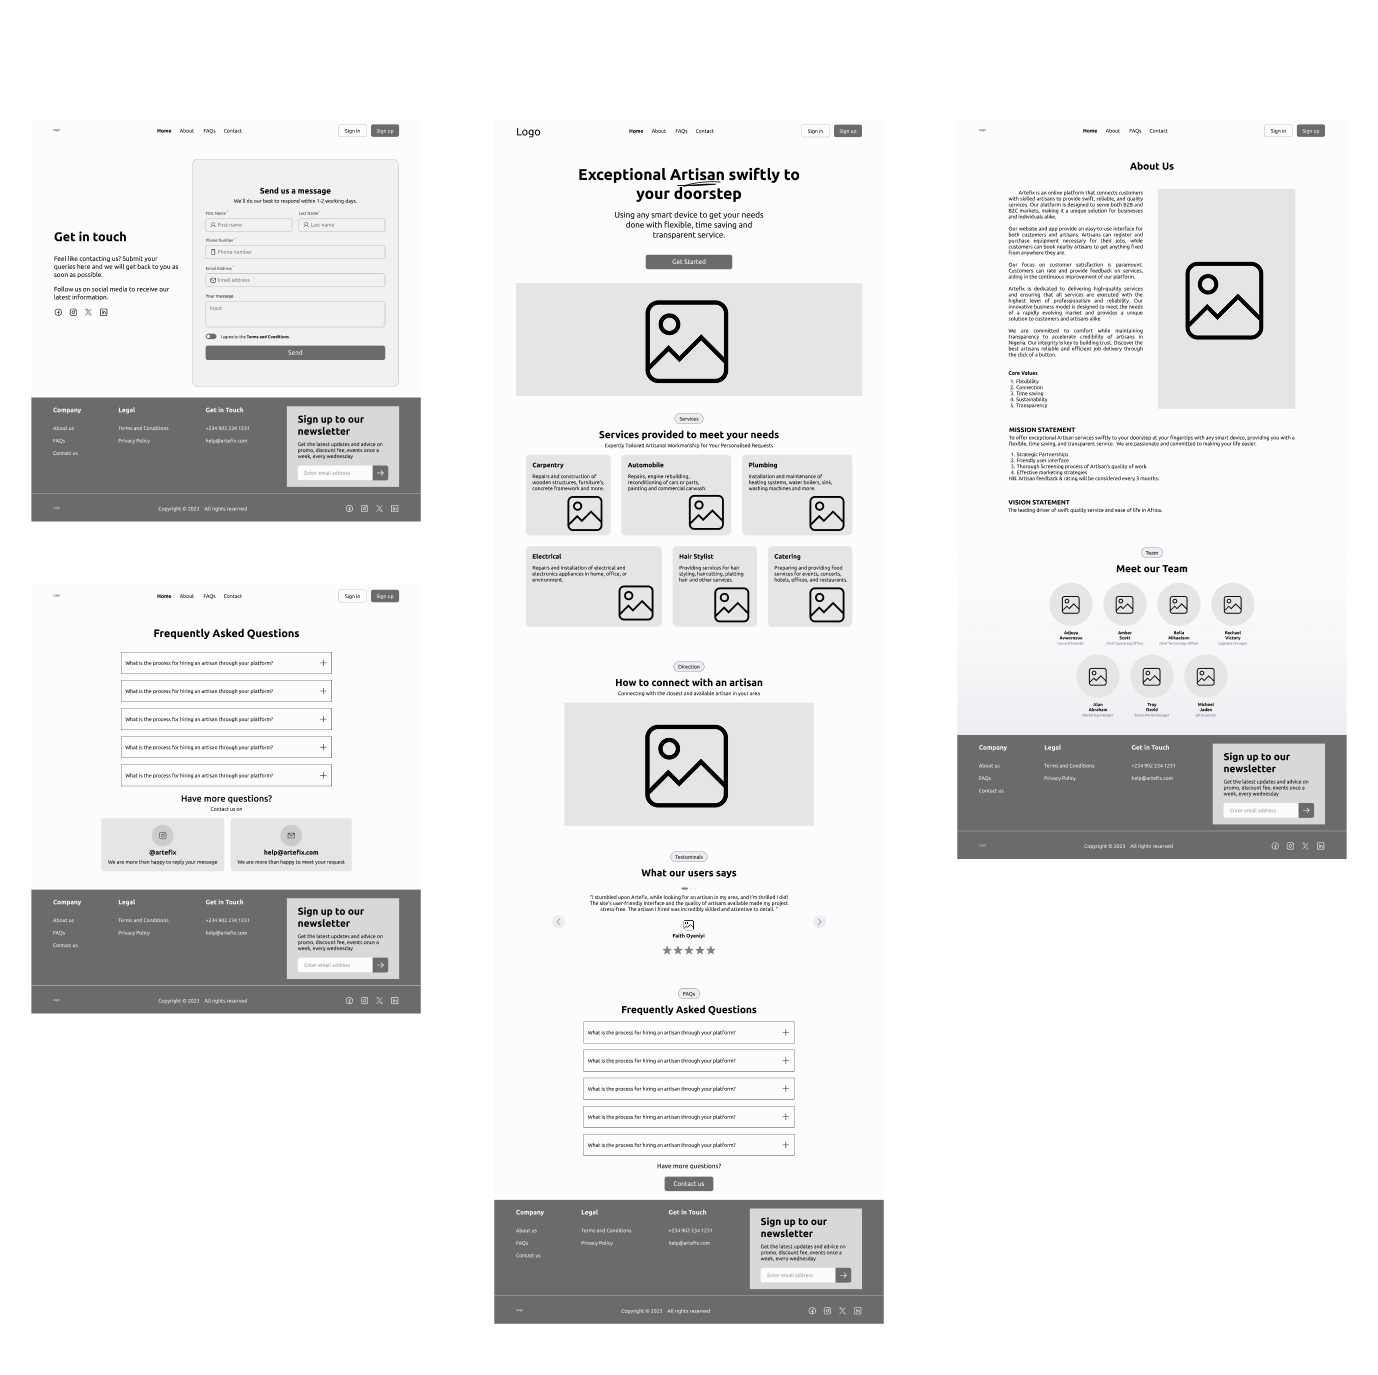 Logo
Home About FAQs Contact
Sign in Sign up
Get in touch
Feel like contacting us? Submit your
queries here and we will get back to you as
soon as possible.
Follow us on social media to receive our
latest information.
Send us a message
We'll do our best to respond within 1-2 working days.
First Name * Last Name *
First name Last name
Phone Number *
Phone number
Email Address *
Email address
Your message
Input
I agree to the Terms and Conditions
Send
Company Legal Get in Touch
About us Terms and Conditions +234 902 234 1231
FAQs Privacy Policy help@artefix.com
Contact us
Sign up to our
newsletter
Get the latest updates and advice on
promo, discount fee, events once a
week, every wednesday
Enter email address
Logo
Copyright © 2023 All rights reserved
Logo
Home About FAQs Contact
Sign in Sign up
Frequently Asked Questions
What is the process for hiring an artisan through your platform?
What is the process for hiring an artisan through your platform?
What is the process for hiring an artisan through your platform?
What is the process for hiring an artisan through your platform?
What is the process for hiring an artisan through your platform?
Have more questions?
Contact us on
@artefix
We are more then happy to reply your message
help@artefix.com
We are more than happy to meet your request
Company Legal Get in Touch
About us Terms and Conditions +234 902 234 1231
FAQs Privacy Policy help@artefix.com
Contact us
Sign up to our
newsletter
Get the latest updates and advice on
promo, discount fee, events once a
week, every wednesday
Enter email address
Logo
Copyright © 2023 All rights reserved
Logo
Home About FAQs Contact
Sign in Sign up
Exceptional Artisan swiftly to
your doorstep
Using any smart device to get your needs
done with flexible, time saving and
transparent service.
Get Started
Services
Services provided to meet your needs
Expertly Tailored Artisanal Workmanship for Your Personalised Requests
Carpentry
Repairs and construction of
wooden structures, furniture's,
concrete framework and more.
Automobile
Repairs, engine rebuilding,
reconditioning of cars or parts,
painting and commercial carwash.
Plumbing
Installation and maintenance of
heating systems, water boilers, sink,
washing machines and more.
Electrical
Repairs and installation of electrical and
electronics appliances in home, office, or
environment.
Hair Stylist
Providing services for hair
styling, haircutting, platting
hair and other services.
Catering
Preparing and providing food
services for events, concerts,
hotels, offices, and restaurants.
Direction
How to connect with an artisan
Connecting with the closest and available artisan in your area
Testominals
What our users says
"I stumbled upon Artefix, while looking for an artisan is my area, and I'm thrilled I did!
The site's user-friendly interface and the quality of artisans available made my project
stress-free. The artisan I hired was incredibly skilled and attentive to detail. "
Faith Oyeniyi
FAQs
Frequently Asked Questions
What is the process for hiring an artisan through your platform?
What is the process for hiring an artisan through your platform?
What is the process for hiring an artisan through your platform?
What is the process for hiring an artisan through your platform?
What is the process for hiring an artisan through your platform?
Have more questions?
Contact us
Company Legal Get in Touch
About us Terms and Conditions +234 902 234 1231
FAQs Privacy Policy help@artefix.com
Contact us
Sign up to our
newsletter
Get the latest updates and advice on
promo, discount fee, events once a
week, every wednesday
Enter email address
Logo
Copyright © 2023 All rights reserved
Logo
Home About FAQs Contact
Sign in Sign up
About Us
Artefix is an online platform that connects customers
with skilled artisans to provide swift, reliable, and quality
services. Our platform is designed to serve both B2B and
B2C markets, making it a unique solution for businesses
and individuals alike.
Our website and app provide an easy-to-use interface for
both customers and artisans. Artisans can register and
purchase equipment necessary for their jobs, while
customers can book nearby artisans to get anything fixed
from anywhere they are.
Our focus on customer satisfaction is paramount.
Customers can rate and provide feedback on services,
aiding in the continuous improvement of our platform.
Artefix is dedicated to delivering high-quality services
and ensuring that all services are executed with the
highest level of professionalism and reliability. Our
innovative business model is designed to meet the needs
of a rapidly evolving market and provides a unique
solution to customers and artisans alike.
We are committed to comfort while maintaining
transparency to accelerate credibility of artisans in
Nigeria. Our integrity is key to building trust. Discover the
best artisans reliable and efficient job delivery through
the click of a button.
Core Values
1. Flexibility
2. Connection
3. Time saving
4. Sustainability
5. Transparency
MISSION STATEMENT
To offer exceptional Artisan services swiftly to your doorstep at your fingertips with any smart device, providing you with a
flexible, time saving, and transparent service. We are passionate and committed to making your life easier.
1. Strategic Partnerships
2. Friendly user interface
3. Thorough Screening process of Artisan's quality of work
4. Effective marketing strategies
NB. Artisan feedback & rating will be considered every 3 months.
VISION STATEMENT
The leading driver of swift quality service and ease of life in Africa.
Team
Meet our Team
Amber
Scott
Chief Operating Officer
Bella
Mikaelson
Chief Technology Officer
Rachael
Victory
Logistics Manager
Alan
Abraham
Marketing Manager
Troy
David
Social Media Manager
Michael
Jaden
Company Legal Get in Touch
About us Terms and Conditions +234 902 234 1231
FAQs Privacy Policy help@artefix.com
Contact us
Sign up to our
newsletter
Get the latest updates and advice on
promo, discount fee, events once a
week, every wednesday
Enter email address
Logo
Copyright © 2023 All rights reserved